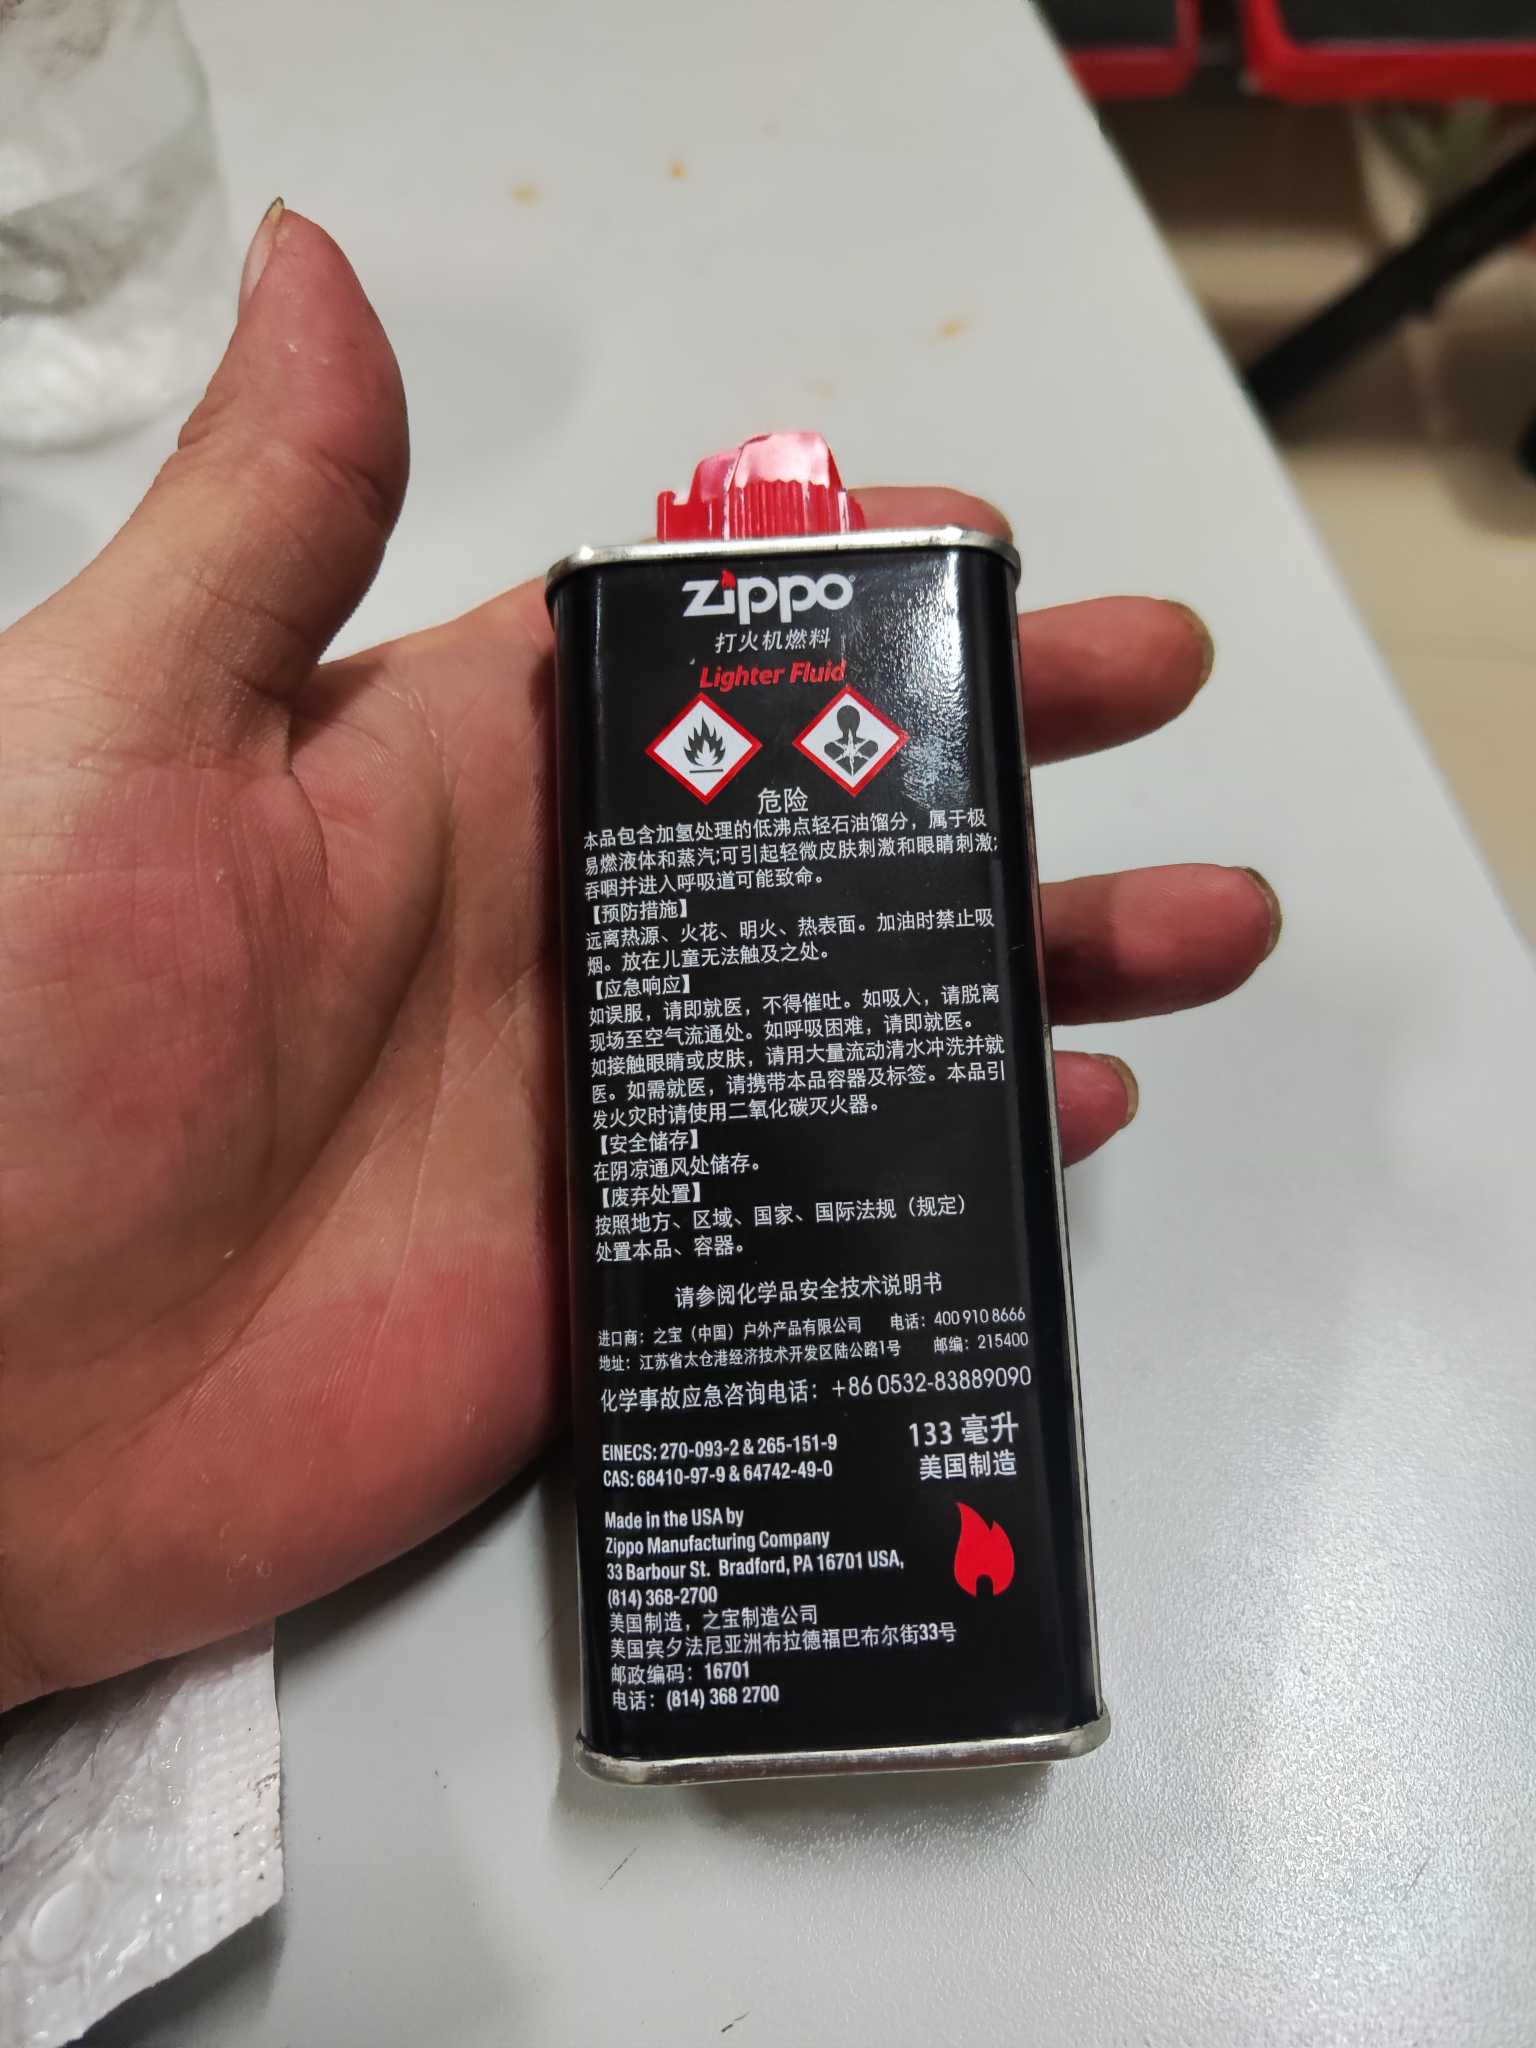 zippo
打火机燃料
Lighter Fluid
危险
本品包含加氢处理的低沸点轻石油馏分，属于极
易燃液体和蒸汽;可引起轻微皮肤刺激和眼睛刺激;
吞咽并进入呼吸道可能致命。
【预防措施】
远离热源、火花、明火、热表面。加油时禁止吸
烟。放在儿童无法触及之处。
【应急响应】
如误服，请即就医，不得催吐。如吸入，请脱离
现场至空气流通处。如呼吸困难，请即就医。
如接触眼睛或皮肤，请用大量流动清水冲洗并就
医。如需就医，请携带本品容器及标签。本品引
发火灾时请使用二氧化碳灭火器。
【安全储存】
在阴凉通风处储存。
【废弃处置】
按照地方、区域、国家、国际法规（规定）
处置本品、容器。
请参阅化学品安全技术说明书
进口商：之宝（中国）户外产品有限公司 电话：400 910 8666
地址：江苏省太仓港经济技术开发区陆公路1号 邮编：215400
化学事故应急咨询电话：+86 0532-83889090
133 毫升
美国制造
EINECS: 270-093-2 & 265-151-9
CAS: 68410-97-9 & 64742-49-0
Made in the USA by
Zippo Manufacturing Company
33 Barbour St. Bradford, PA 16701 USA,
(814) 368-2700
美国制造，之宝制造公司
美国宾夕法尼亚洲布拉德福巴布尔街33号
邮政编码：16701
电话：(814) 368 2700